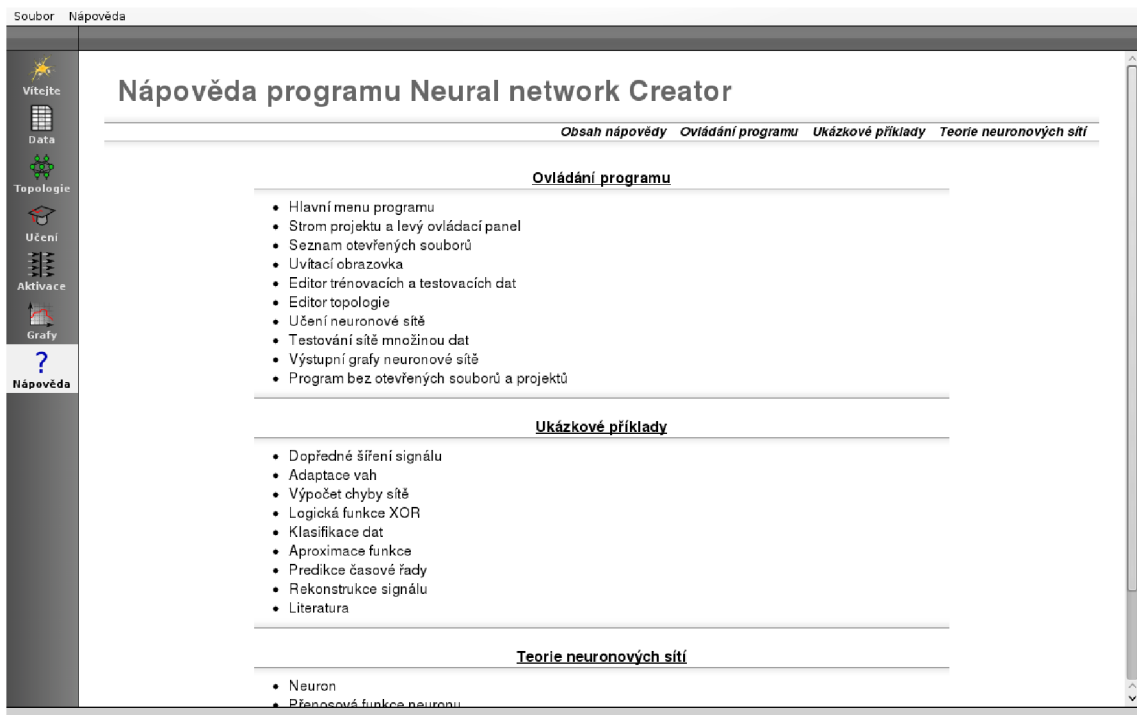 Soubor Nápověda
Vítejte
Data
Topologie
Učení
Aktivace
Grafy
?
Nápověda
Nápověda programu Neural network Creator
Obsah nápovědy Ovládání programu Ukázkové příklady Teorie neuronových sítí
Ovládání programu
• Hlavní menu programu
• Strom projektu a levý ovládací panel
• Seznam otevřených souborů
• Uvítací obrazovka
• Editor trénovacích a testovacích dat
• Editor topologie
• Učení neuronové sítě
• Testování sítě množinou dat
• Výstupní grafy neuronové sítě
• Program bez otevřených souborů a projektů
Ukázkové příklady
• Dopředné šíření signálu
• Adaptace vah
• Výpočet chyby sítě
• Logická funkce XOR
• Klasifikace dat
• Aproximace funkce
• Predikce časové řady
• Rekonstrukce signálu
• Literatura
Teorie neuronových sítí
• Neuron
• Přenosová funkce neuronu